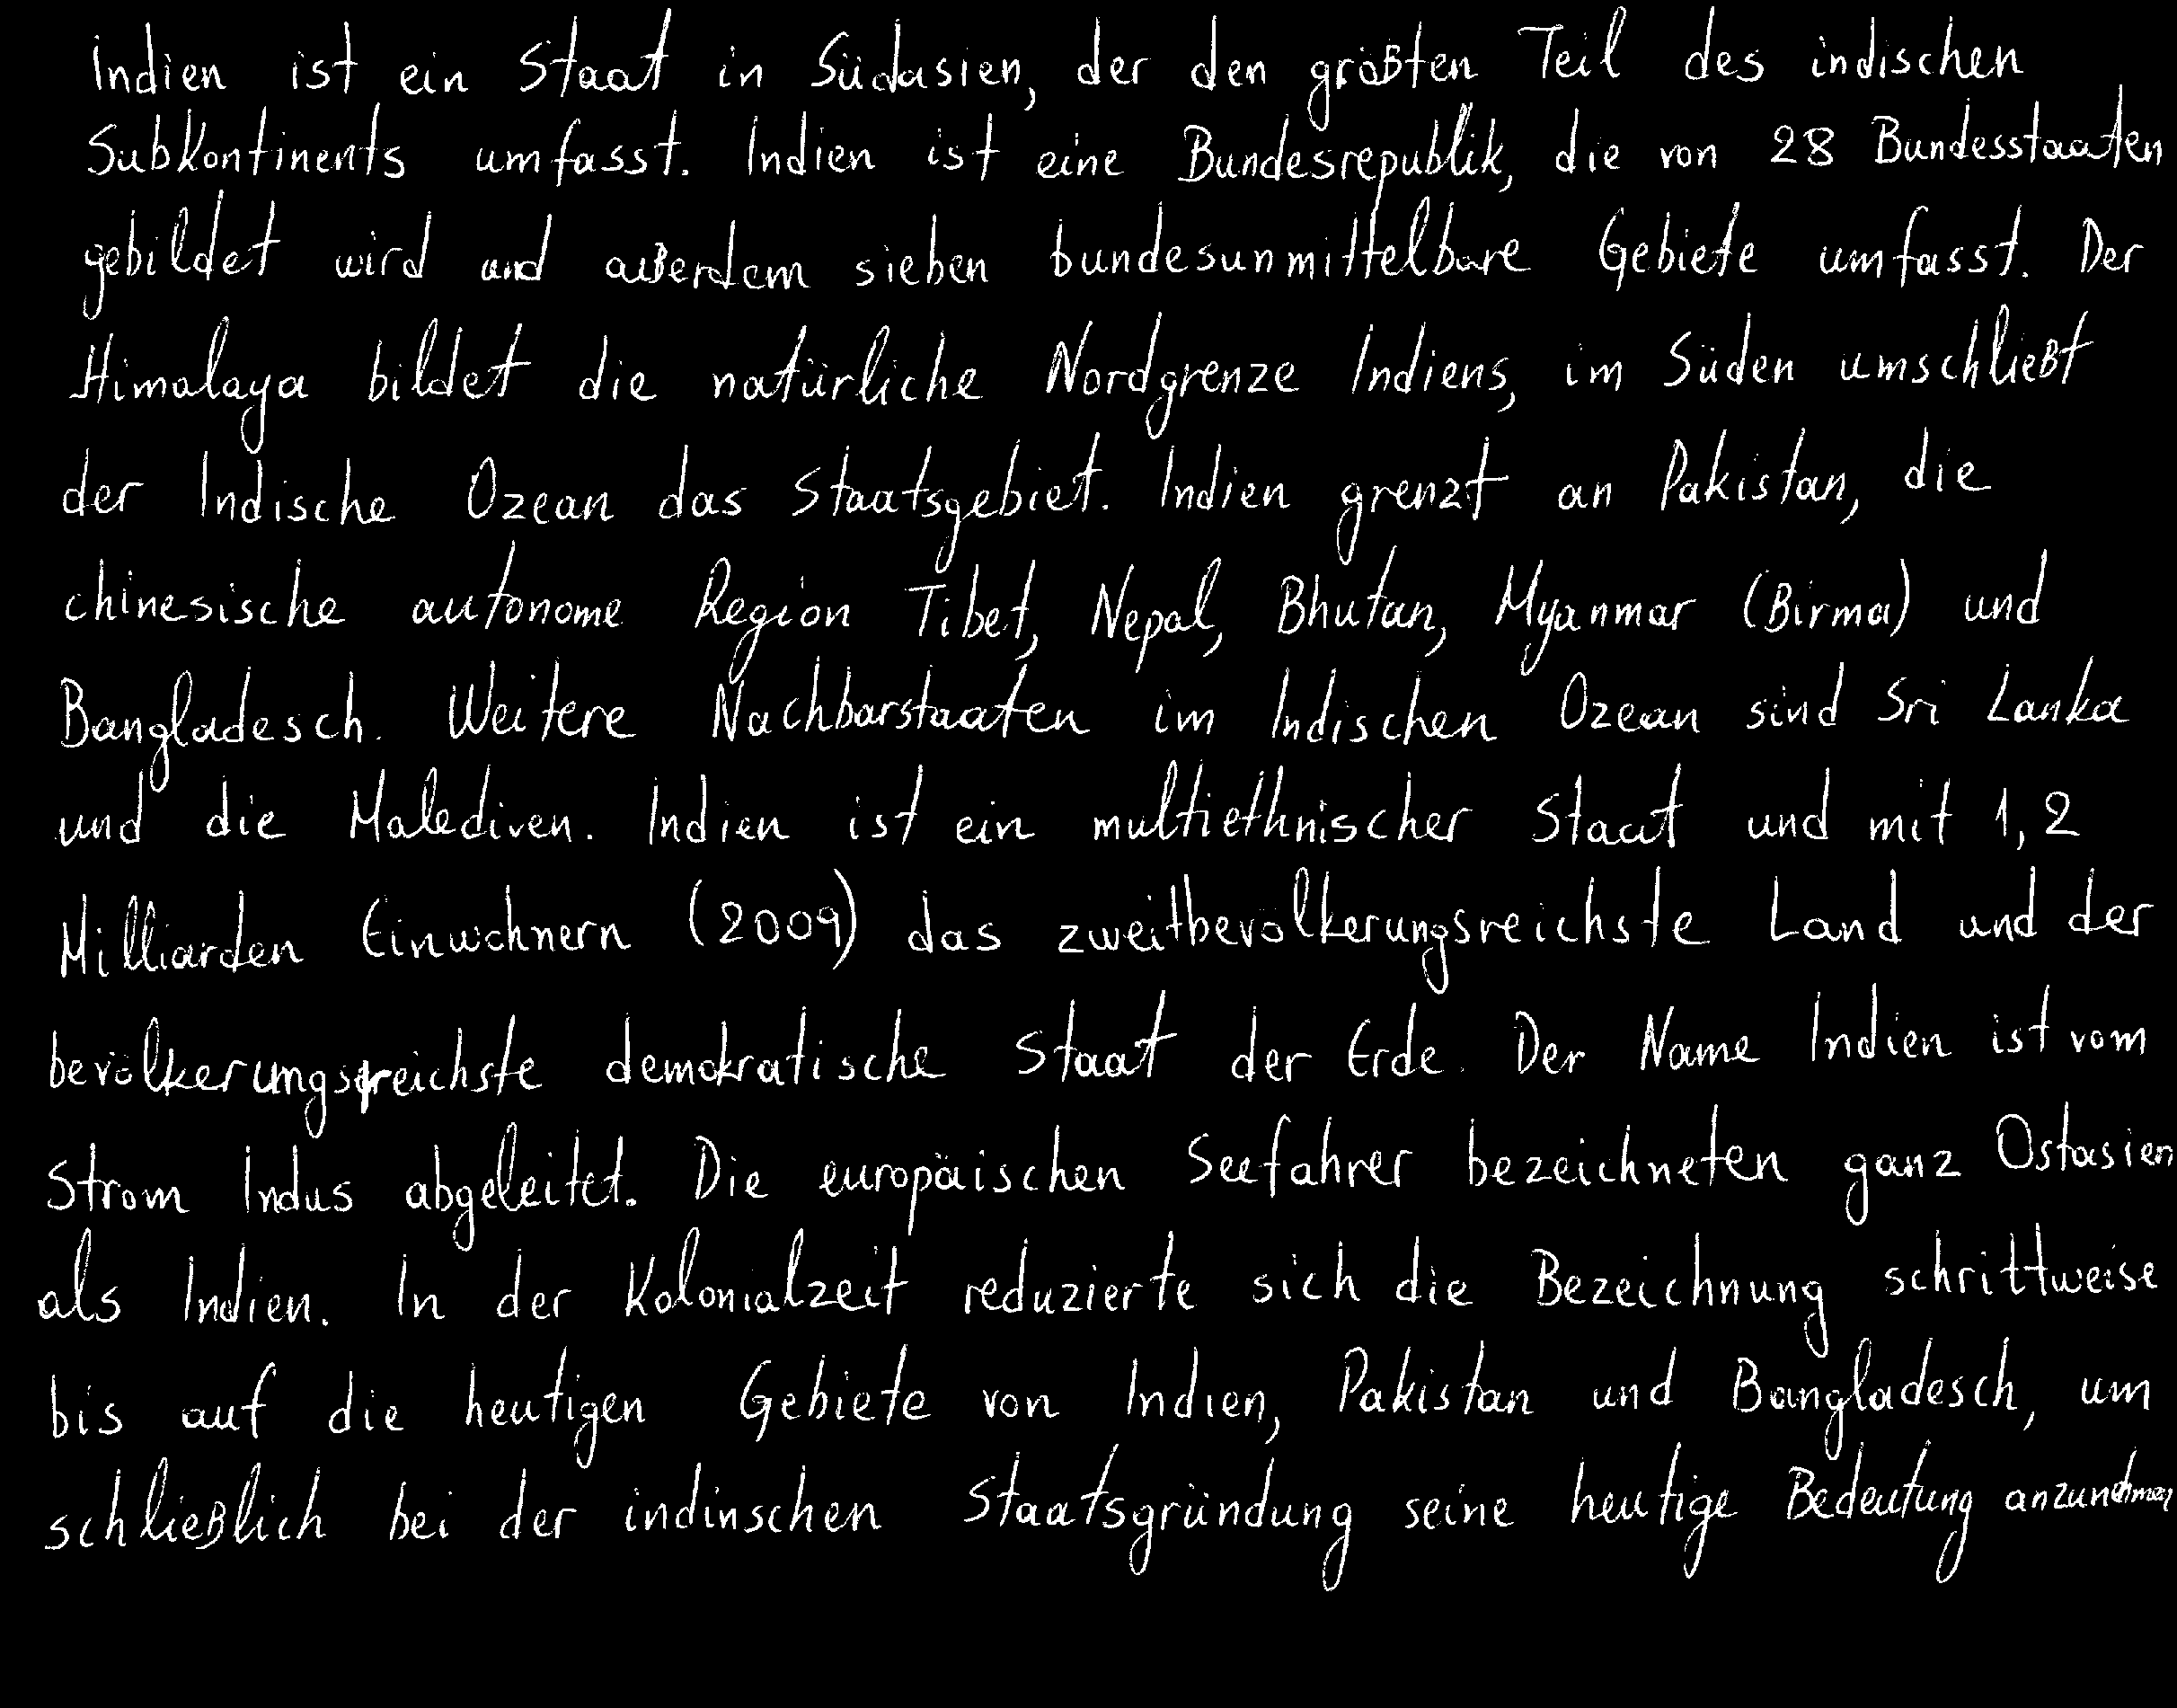 Indien ist ein Staat in Südasien, der den größten Teil des indischen
Subkontinents umfasst. Indien ist eine Bundesrepublik, die von 28 Bundesstaaten
gebildet wird und außerdem sieben bundesunmittelbare Gebiete umfasst. Der
Himalaya bildet die natürliche Nordgrenze Indiens, im Süden umschließt
der Indische Ozean das Staatsgebiet. Indien grenzt an Pakistan, die
chinesische autonome Region Tibet, Nepal, Bhutan, Myanmar (Birma) und
Bangladesch. Weitere Nachbarstaaten im Indischen Ozean sind Sri Lanka
und die Malediven. Indien ist ein multiethnischer Staat und mit 1,2
Milliarden Einwohnern (2009) das zweitbevölkerungsreichste Land und der
bevölkerungsreichste demokratische Staat der Erde. Der Name Indien ist vom
Strom Indus abgeleitet. Die europäischen Seefahrer bezeichneten ganz Ostasien
als Indien. In der Kolonialzeit reduzierte sich die Bezeichnung schrittweise
bis auf die heutigen Gebiete von Indien, Pakistan und Bangladesch, um
schließlich bei der indinschen Staatsgründung seine heutige Bedeutung anzunehmen